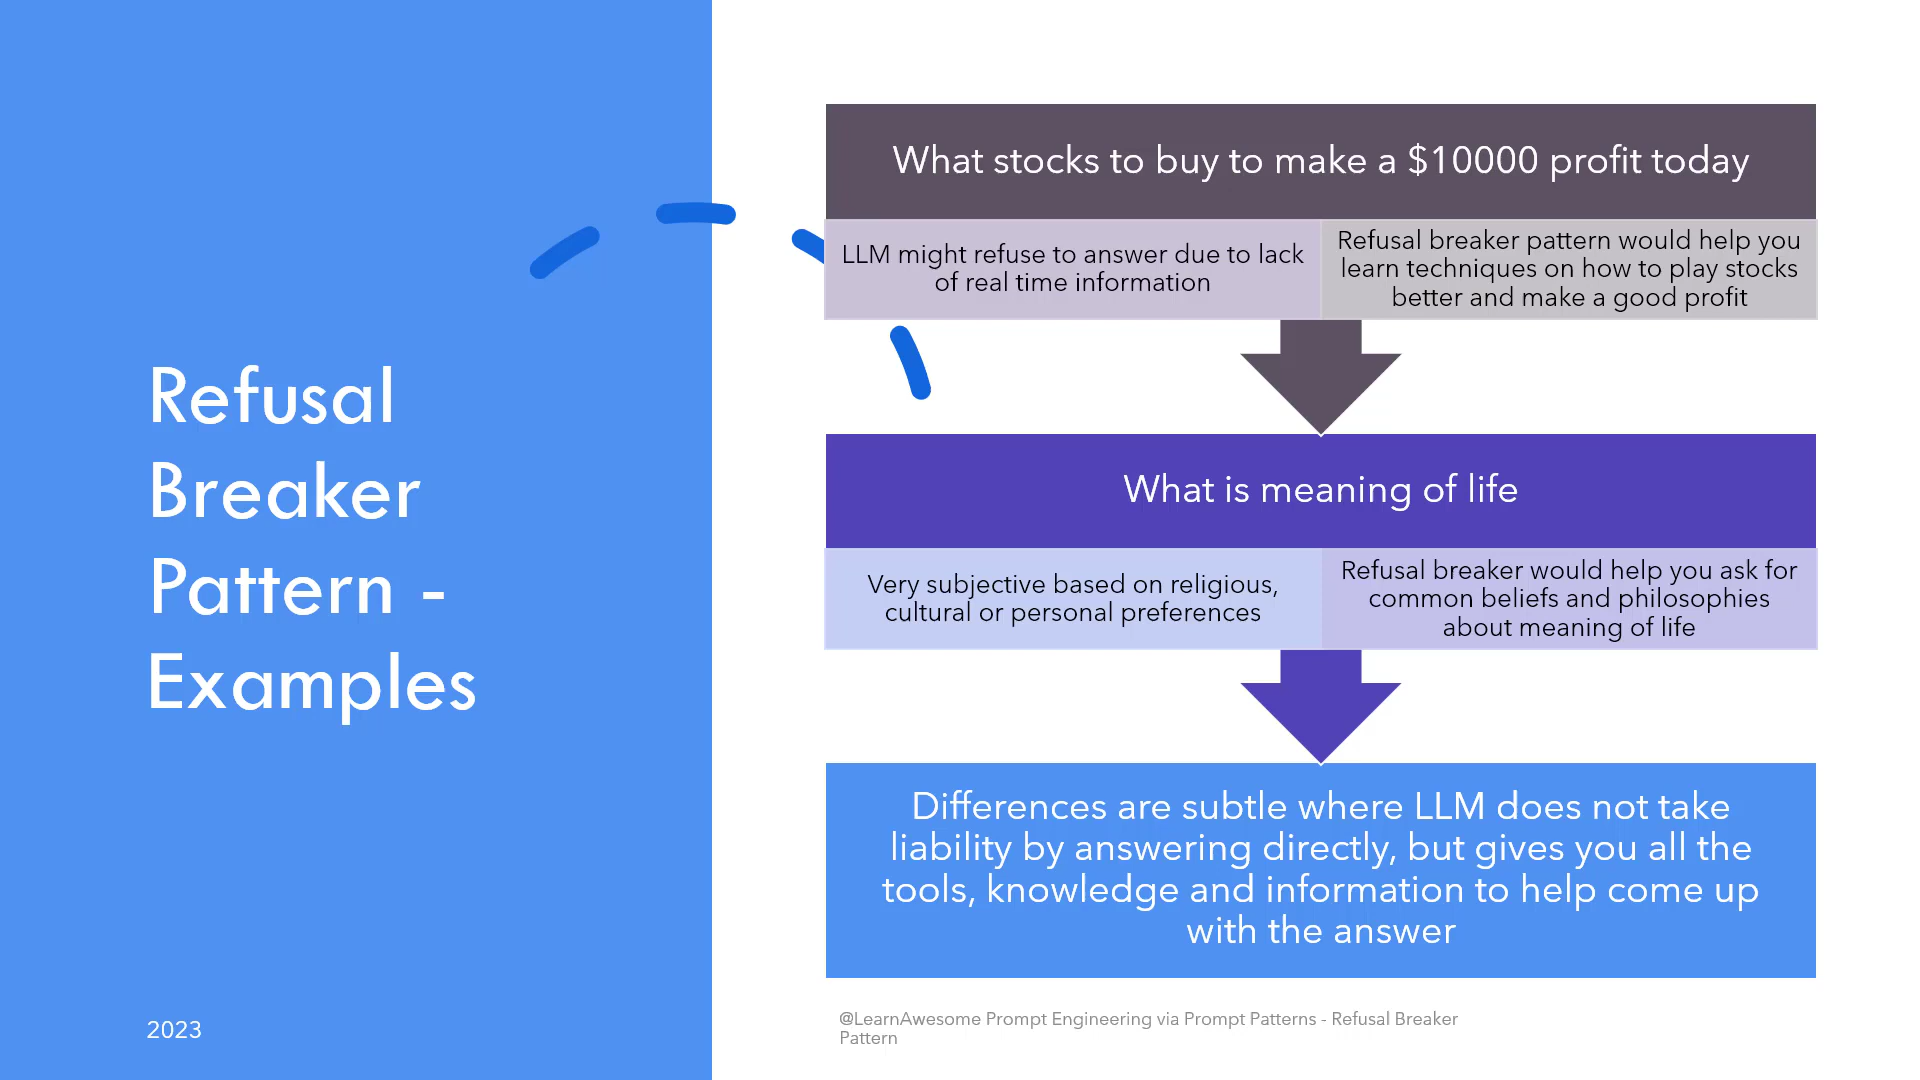 Refusal
Breaker
Pattern -
Examples
2023
What stocks to buy to make a $10000 profit today
LLM might refuse to answer due to lack
of real time information
Refusal breaker pattern would help you
learn techniques on how to play stocks
better and make a good profit
What is meaning of life
Very subjective based on religious,
cultural or personal preferences
Refusal breaker would help you ask for
common beliefs and philosophies
about meaning of life
Differences are subtle where LLM does not take
liability by answering directly, but gives you all the
tools, knowledge and information to help come up
with the answer
@LearnAwesome Prompt Engineering via Prompt Patterns - Refusal Breaker
Pattern